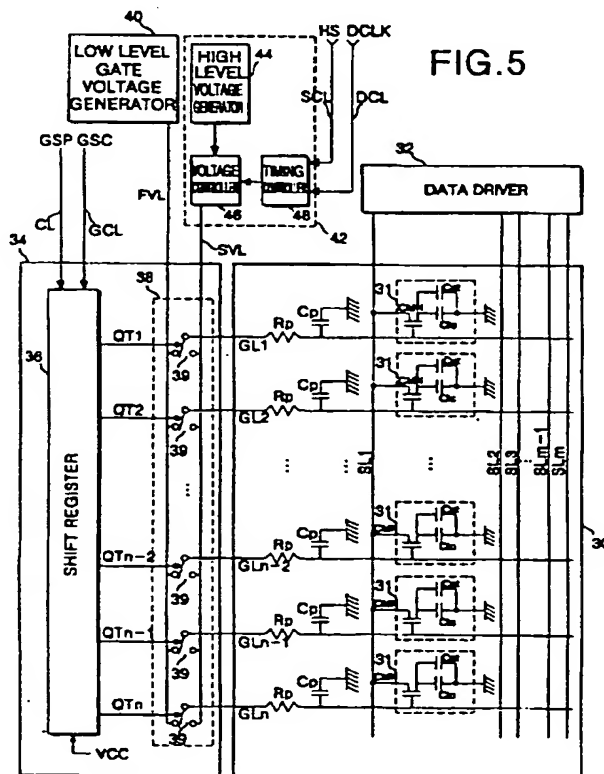 FIG.5
40
LOW LEVEL
GATE
VOLTAGE
GENERATOR
HIGH
LEVEL
VOLTAGE
GENERATOR
44
HS DCLK
SCL
DCL
GSP GSC
CL
GCL
FVL
VOLTAGE
CONTROLLER
46
TIMING
CONTROLLER
48
42
SVL
32
DATA DRIVER
34
36
SHIFT REGISTER
VCC
38
QT1
39
GL1
Rp
Cp
31
QT2
39
GL2
Rp
Cp
31
...
...
SL1
...
SL2
SL3
...
SLm-1
SLm
30
QTn-2
39
GLn-2
Rp
Cp
31
QTn-1
39
GLn-1
Rp
Cp
31
QTn
39
GLn
Rp
Cp
31